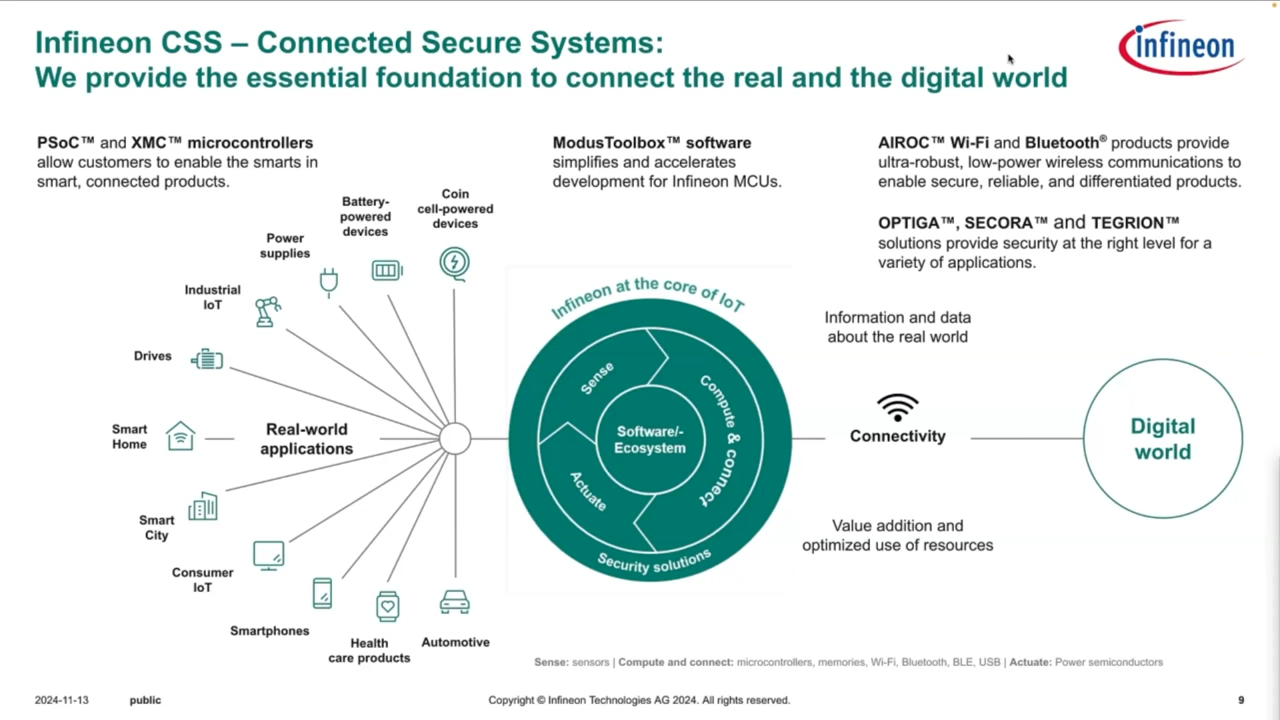 Infineon CSS – Connected Secure Systems:
We provide the essential foundation to connect the real and the digital world
infineon
PSoC™ and XMC™ microcontrollers
allow customers to enable the smarts in
smart, connected products.
ModusToolbox™ software
simplifies and accelerates
development for Infineon MCUs.
AIROC™ Wi-Fi and Bluetooth® products provide
ultra-robust, low-power wireless communications to
enable secure, reliable, and differentiated products.
OPTIGA™, SECORA™ and TEGRION™
solutions provide security at the right level for a
variety of applications.
Coin
cell-powered
devices
Battery-
powered
devices
Power
supplies
Industrial
IoT
Drives
Smart
Home
Smart
City
Consumer
IoT
Smartphones
Health
care products
Automotive
Real-world
applications
Infineon at the core of IoT
Sense
Compute & connect
Actuate
Software/-
Ecosystem
Security solutions
Information and data
about the real world
Connectivity
Value addition and
optimized use of resources
Digital
world
Sense: sensors | Compute and connect: microcontrollers, memories, Wi-Fi, Bluetooth, BLE, USB | Actuate: Power semiconductors
2024-11-13
public
Copyright © Infineon Technologies AG 2024. All rights reserved.
9